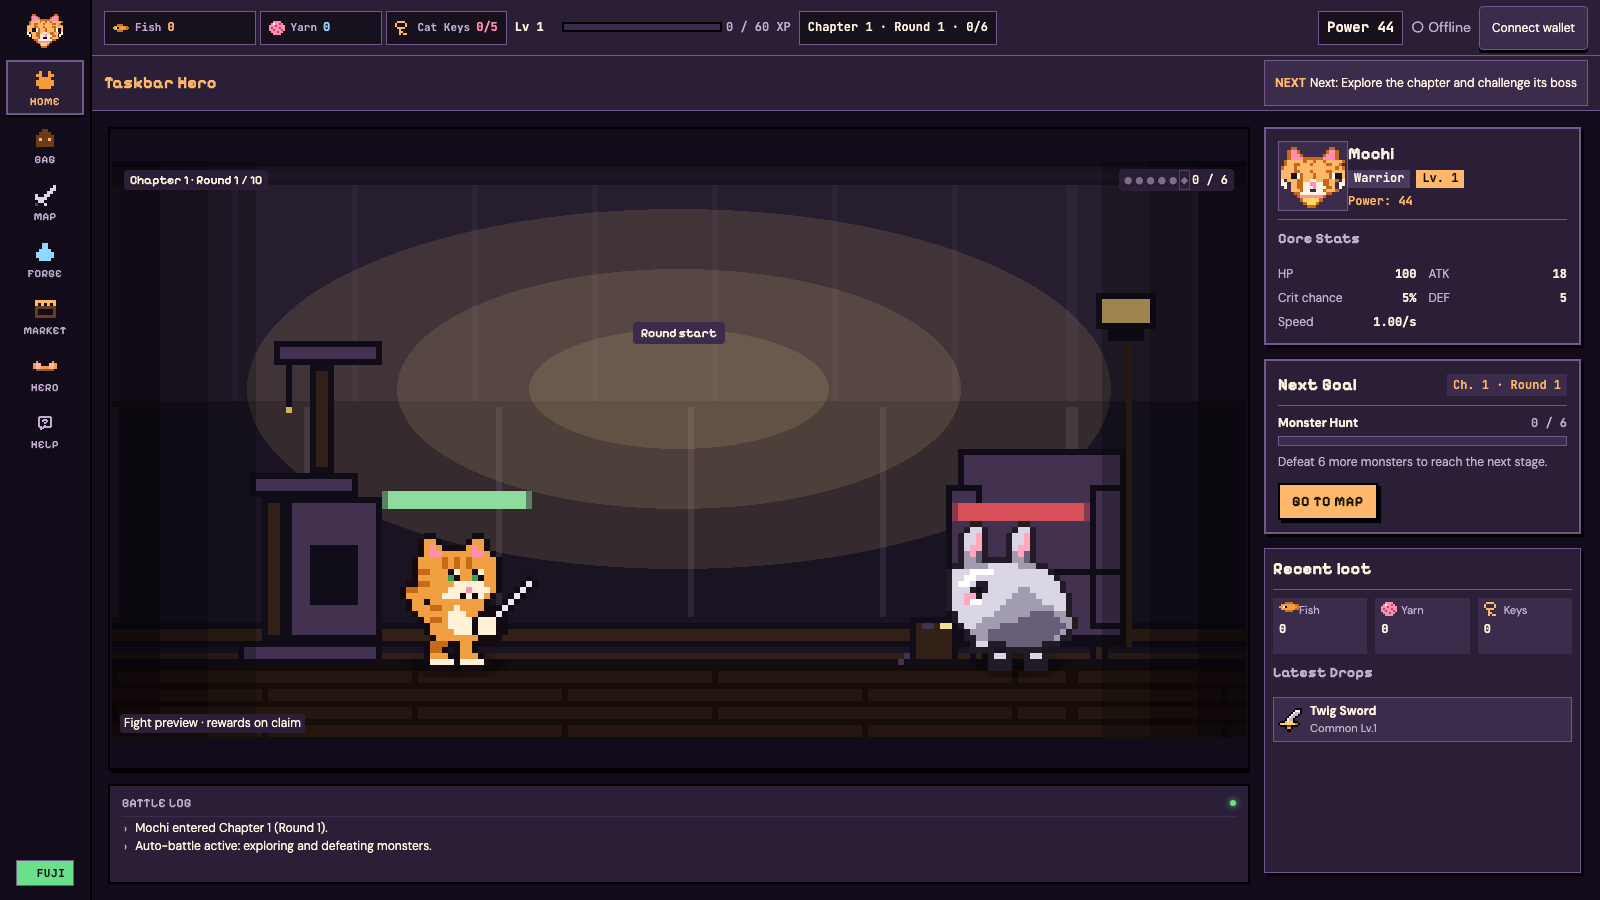 Fish 0
Yarn 0
Cat Keys 0/5
Lv 1
0 / 60 XP
Chapter 1 · Round 1 · 0/6
Power 44
Offline
Connect wallet
HOME
BAG
MAP
FORGE
MARKET
HERO
HELP
FUJI
Taskbar Hero
NEXT Next: Explore the chapter and challenge its boss
Chapter 1 · Round 1 / 10
0 / 6
Round start
Fight preview · rewards on claim
BATTLE LOG
› Mochi entered Chapter 1 (Round 1).
› Auto-battle active: exploring and defeating monsters.
Mochi
Warrior
Lv. 1
Power: 44
Core Stats
HP 100 ATK 18
Crit chance 5% DEF 5
Speed 1.00/s
Next Goal
Ch. 1 · Round 1
Monster Hunt 0 / 6
Defeat 6 more monsters to reach the next stage.
GO TO MAP
Recent loot
Fish
0
Yarn
0
Keys
0
Latest Drops
Twig Sword
Common Lv.1